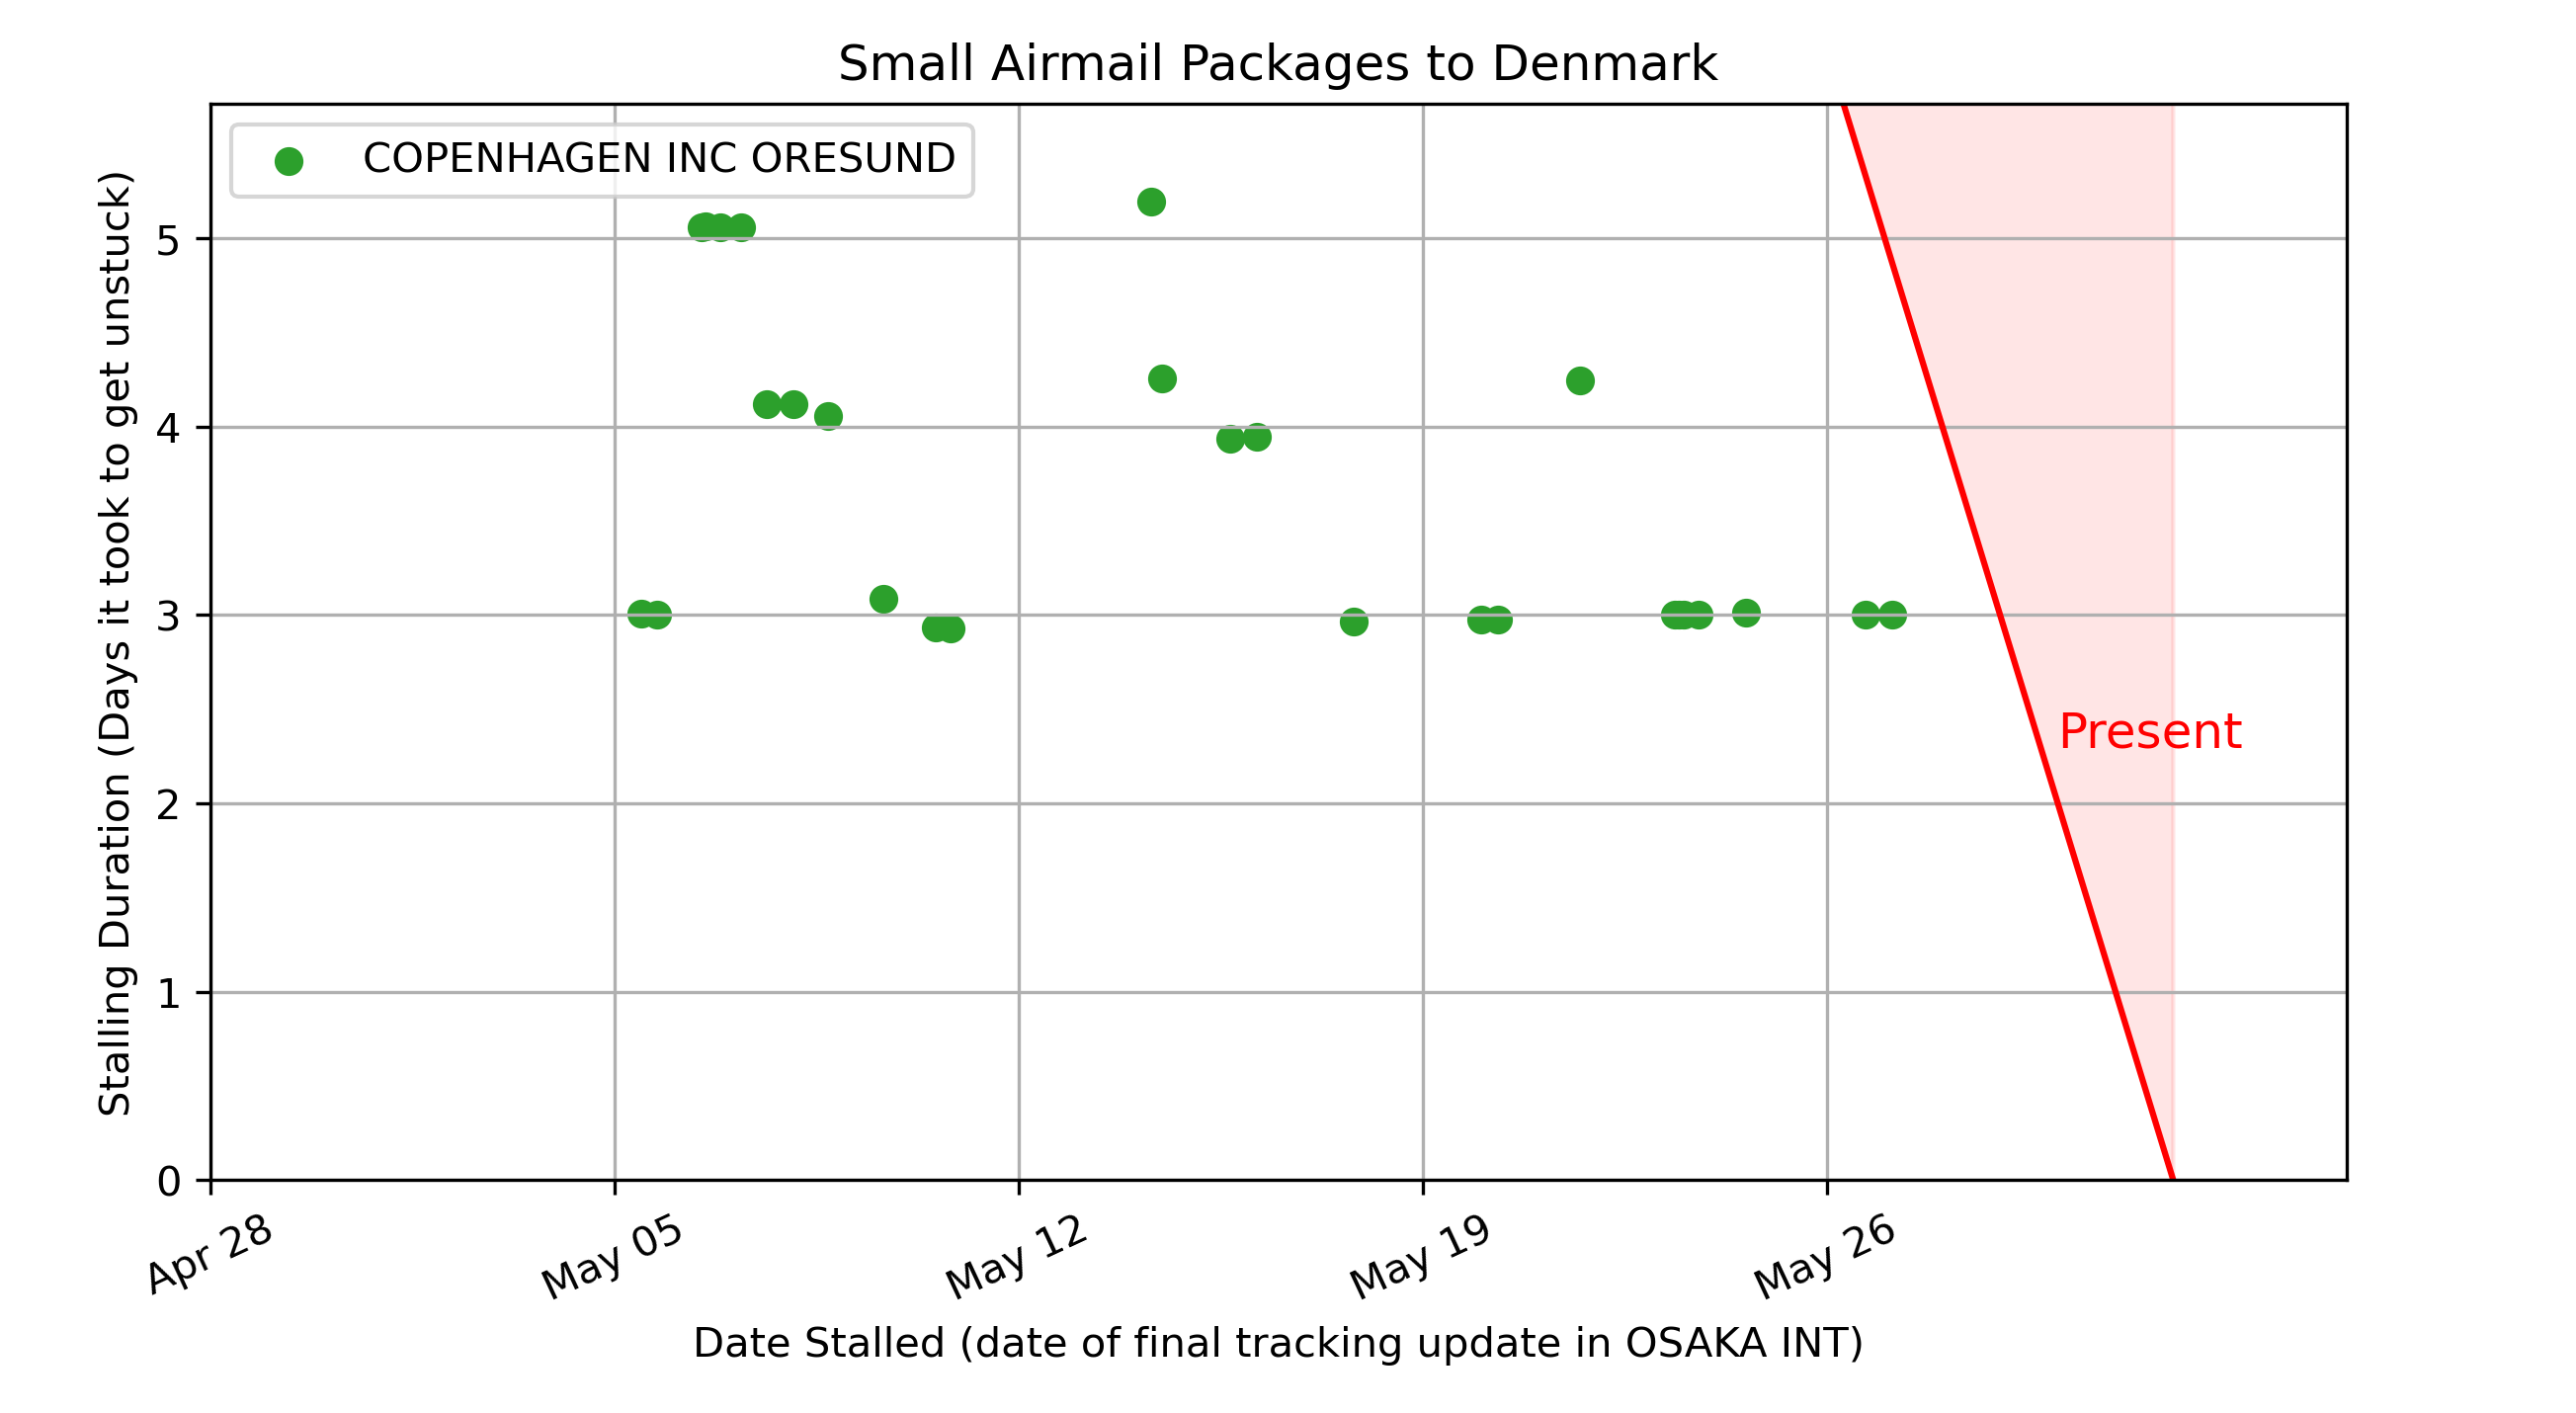 Small Airmail Packages to Denmark
COPENHAGEN INC ORESUND
Stalling Duration (Days it took to get unstuck)
5
4
3
2
1
0
Present
Apr 28
May 05
May 12
May 19
May 26
Date Stalled (date of final tracking update in OSAKA INT)